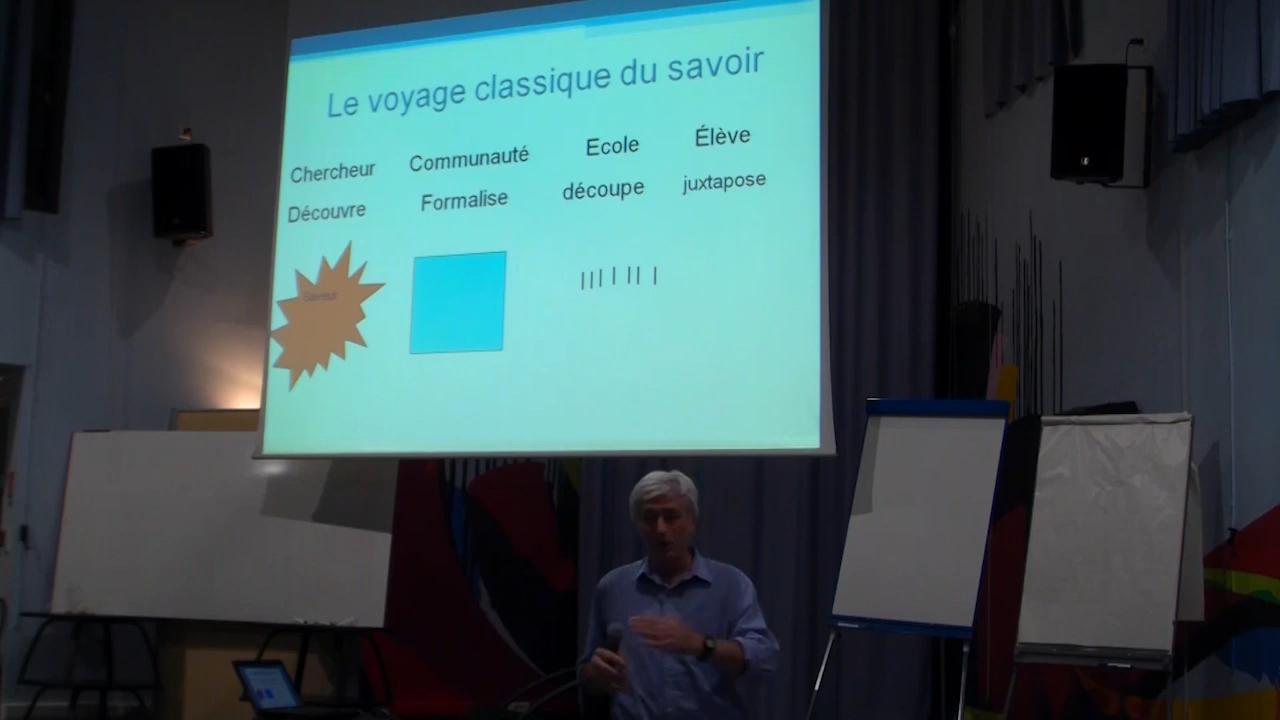 Le voyage classique du savoir
Chercheur Communauté Ecole Élève
Découvre Formalise découpe juxtapose